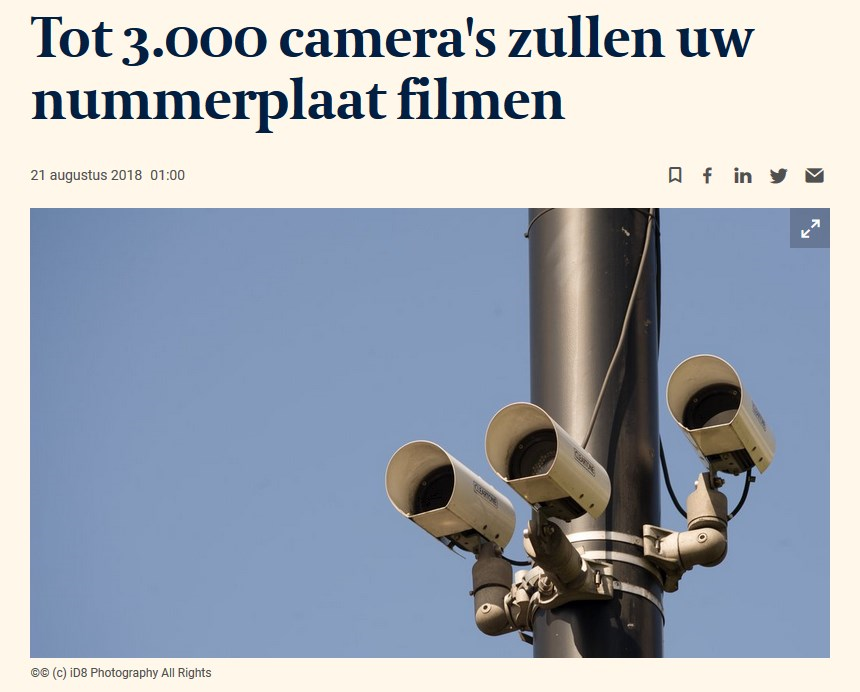 Tot 3.000 camera's zullen uw
nummerplaat filmen
21 augustus 2018 01:00
©© (c) iD8 Photography All Rights